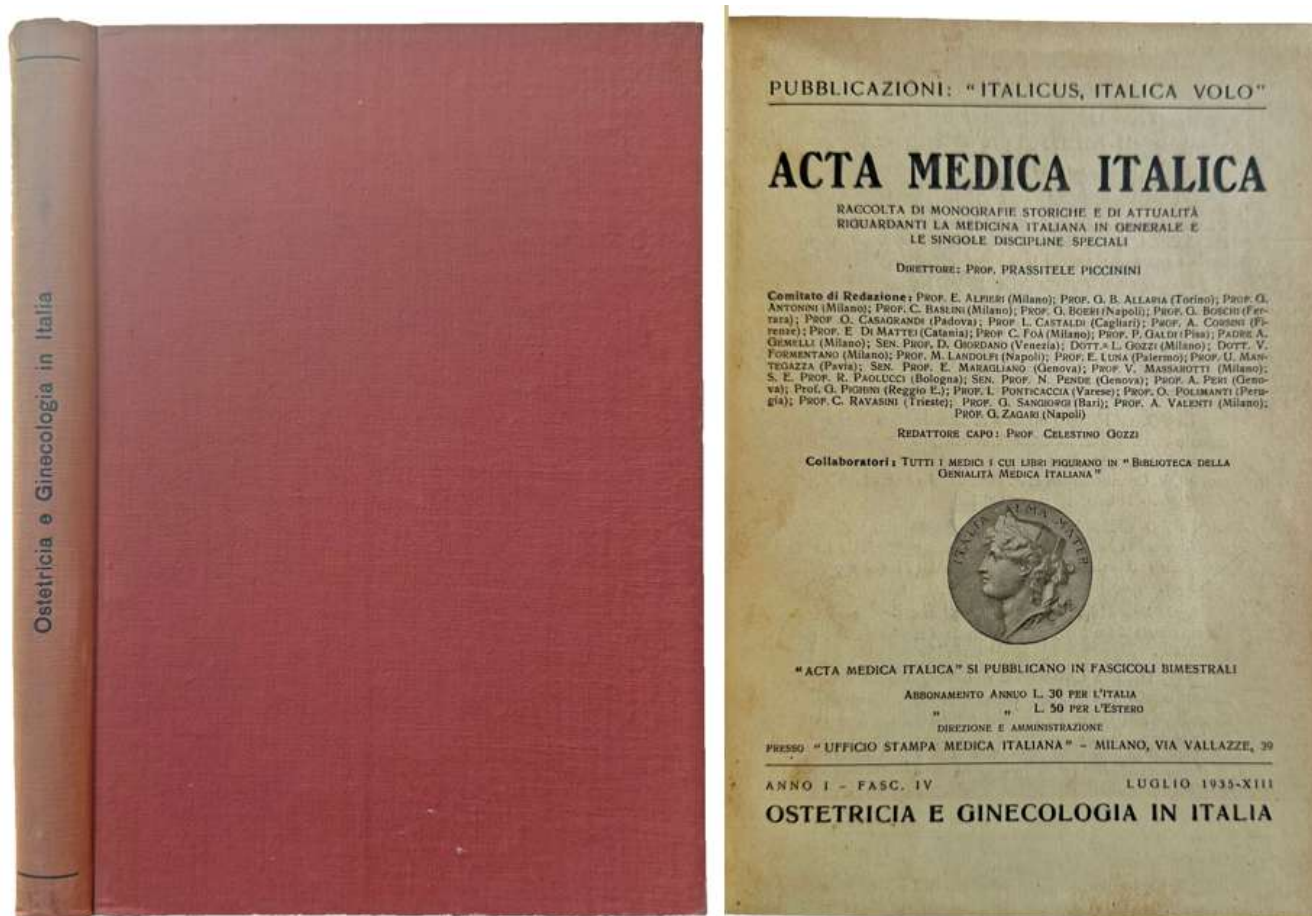 Ostetricia e Ginecologia in Italia
PUBBLICAZIONI: "ITALICUS, ITALICA VOLO"
ACTA MEDICA ITALICA
RACCOLTA DI MONOGRAFIE STORICHE E DI ATTUALITÀ
RIGUARDANTI LA MEDICINA ITALIANA IN GENERALE E
LE SINGOLE DISCIPLINE SPECIALI
DIRETTORE: PROF. PRASSITELE PICCININI
Comitato di Redazione: PROF. E. ALFIERI (Milano); PROF. G. B. ALLARIA (Torino); PROF. G.
ANTONINI (Milano); PROF. C. BASLINI (Milano); PROF. G. BOERI (Napoli); PROF. G. BOSCHI (Fer-
rara); PROF O. CASAGRANDI (Padova); PROF L. CASTALDI (Cagliari); PROF. A. CORSINI (Fi-
renze); PROF. E DI MATTEI (Catania); PROF. C. FOÀ (Milano); PROF. P. GALDI (Pisa); PADRE A.
GEMELLI (Milano); SEN. PROF. D. GIORDANO (Venezia); DOTT.ª L. GOZZI (Milano); DOTT. V.
FORMENTANO (Milano); PROF. M. LANDOLFI (Napoli); PROF. E. LUNA (Palermo); PROF. U. MAN-
TEGAZZA (Pavia); SEN. PROF. E. MARAGLIANO (Genova); PROF. V. MASSAROTTI (Milano);
S. E. PROF. R. PAOLUCCI (Bologna); SEN. PROF. N. PENDE (Genova); PROF. A. PERI (Geno-
va); Prof. G. PIGHINI (Reggio E.); PROF. I. PONTICACCIA (Varese); PROF. O. POLIMANTI (Peru-
gia); PROF. C. RAVASINI (Trieste); PROF. G. SANGIORGI (Bari); PROF. A. VALENTI (Milano);
PROF. G. ZAGARI (Napoli)
REDATTORE CAPO: PROF. CELESTINO GOZZI
Collaboratori: TUTTI I MEDICI I CUI LIBRI FIGURANO IN "BIBLIOTECA DELLA
GENIALITÀ MEDICA ITALIANA"
ITALIA ALMA MATER
"ACTA MEDICA ITALICA" SI PUBBLICANO IN FASCICOLI BIMESTRALI
ABBONAMENTO ANNUO L. 30 PER L'ITALIA
" " L. 50 PER L'ESTERO
DIREZIONE E AMMINISTRAZIONE
PRESSO "UFFICIO STAMPA MEDICA ITALIANA" - MILANO, VIA VALLAZZE, 39
ANNO I - FASC. IV LUGLIO 1935-XIII
OSTETRICIA E GINECOLOGIA IN ITALIA